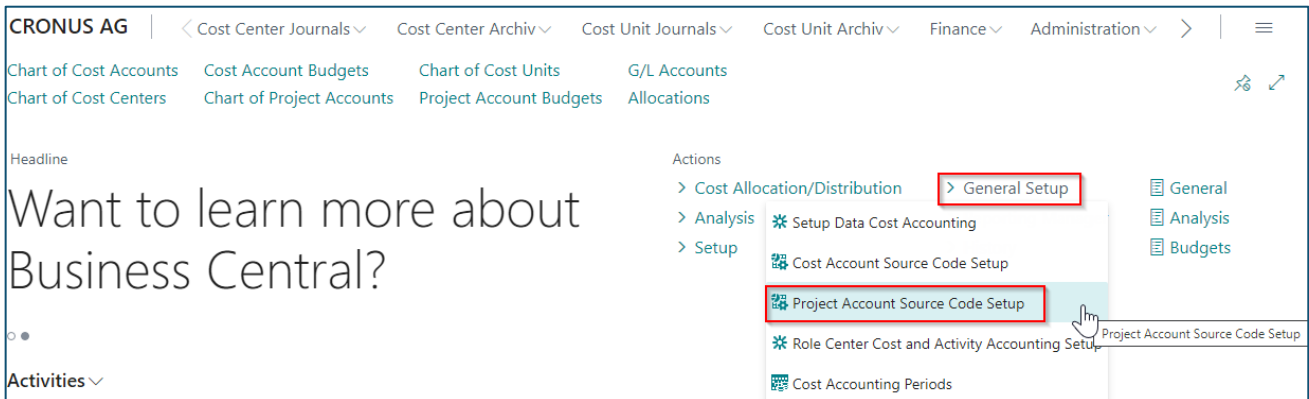 CRONUS AG Cost Center Journals Cost Center Archiv Cost Unit Journals Cost Unit Archiv Finance Administration
Chart of Cost Accounts Cost Account Budgets Chart of Cost Units G/L Accounts
Chart of Cost Centers Chart of Project Accounts Project Account Budgets Allocations
Headline
Want to learn more about
Business Central?
Actions
> Cost Allocation/Distribution > General Setup General
> Analysis Analysis
> Setup Budgets
Setup Data Cost Accounting
Cost Account Source Code Setup
Project Account Source Code Setup
Project Account Source Code Setup
Role Center Cost and Activity Accounting Setup
Cost Accounting Periods
Activities